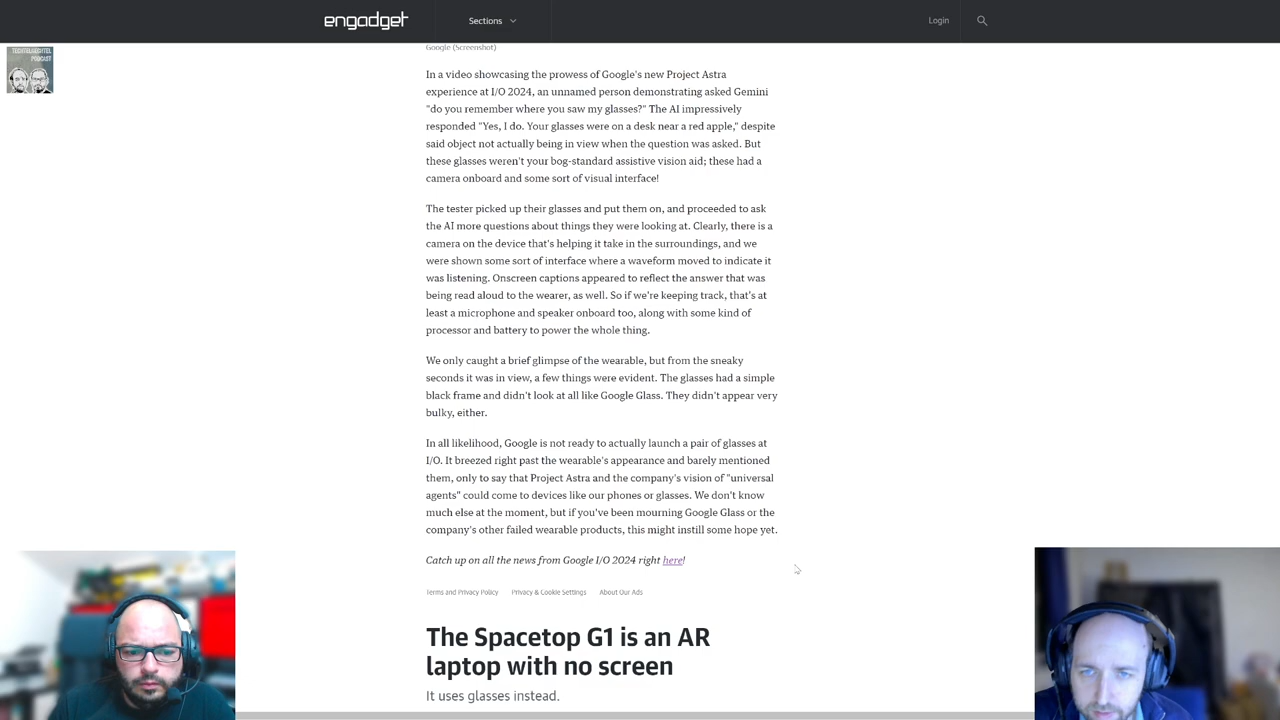 engadget
Sections
Login
TECHTELMECHTEL
PODCAST
Google (Screenshot)
In a video showcasing the prowess of Google's new Project Astra
experience at I/O 2024, an unnamed person demonstrating asked Gemini
"do you remember where you saw my glasses?" The AI impressively
responded "Yes, I do. Your glasses were on a desk near a red apple," despite
said object not actually being in view when the question was asked. But
these glasses weren't your bog-standard assistive vision aid; these had a
camera onboard and some sort of visual interface!
The tester picked up their glasses and put them on, and proceeded to ask
the AI more questions about things they were looking at. Clearly, there is a
camera on the device that's helping it take in the surroundings, and we
were shown some sort of interface where a waveform moved to indicate it
was listening. Onscreen captions appeared to reflect the answer that was
being read aloud to the wearer, as well. So if we're keeping track, that's at
least a microphone and speaker onboard too, along with some kind of
processor and battery to power the whole thing.
We only caught a brief glimpse of the wearable, but from the sneaky
seconds it was in view, a few things were evident. The glasses had a simple
black frame and didn't look at all like Google Glass. They didn't appear very
bulky, either.
In all likelihood, Google is not ready to actually launch a pair of glasses at
I/O. It breezed right past the wearable's appearance and barely mentioned
them, only to say that Project Astra and the company's vision of "universal
agents" could come to devices like our phones or glasses. We don't know
much else at the moment, but if you've been mourning Google Glass or the
company's other failed wearable products, this might instill some hope yet.
Catch up on all the news from Google I/O 2024 right here!
Terms and Privacy Policy Privacy & Cookie Settings About Our Ads
The Spacetop G1 is an AR
laptop with no screen
It uses glasses instead.